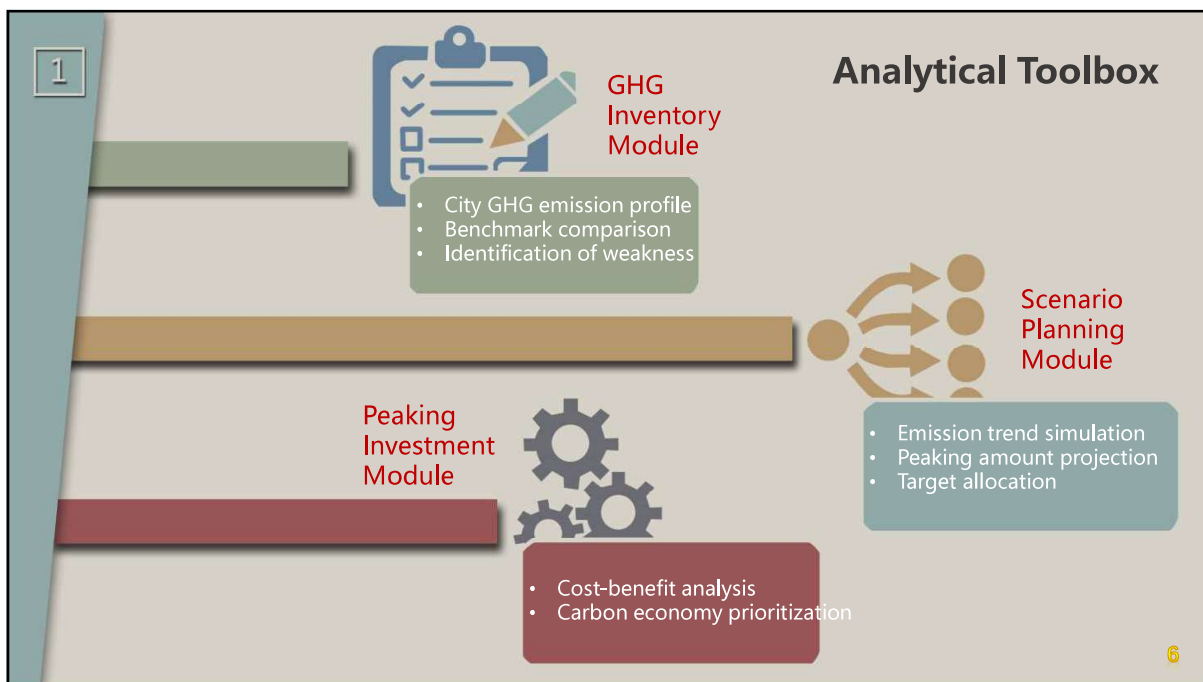 1
Analytical Toolbox
GHG
Inventory
Module
• City GHG emission profile
• Benchmark comparison
• Identification of weakness
Scenario
Planning
Module
• Emission trend simulation
• Peaking amount projection
• Target allocation
Peaking
Investment
Module
• Cost-benefit analysis
• Carbon economy prioritization
6